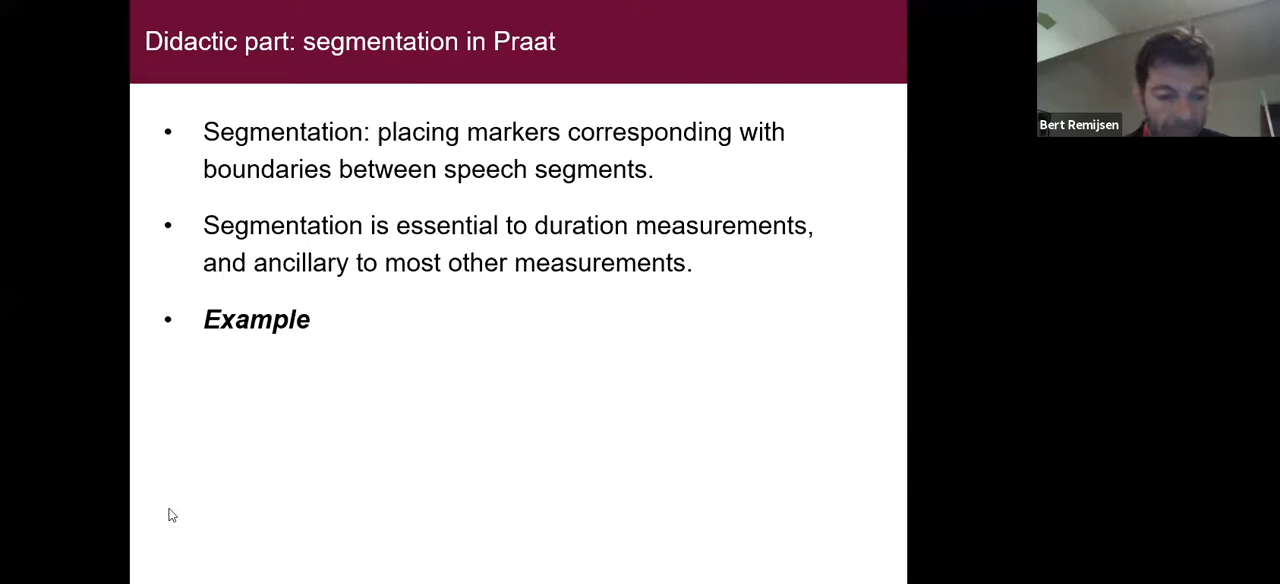 Didactic part: segmentation in Praat
• Segmentation: placing markers corresponding with
boundaries between speech segments.
• Segmentation is essential to duration measurements,
and ancillary to most other measurements.
• Example
Bert Remijsen